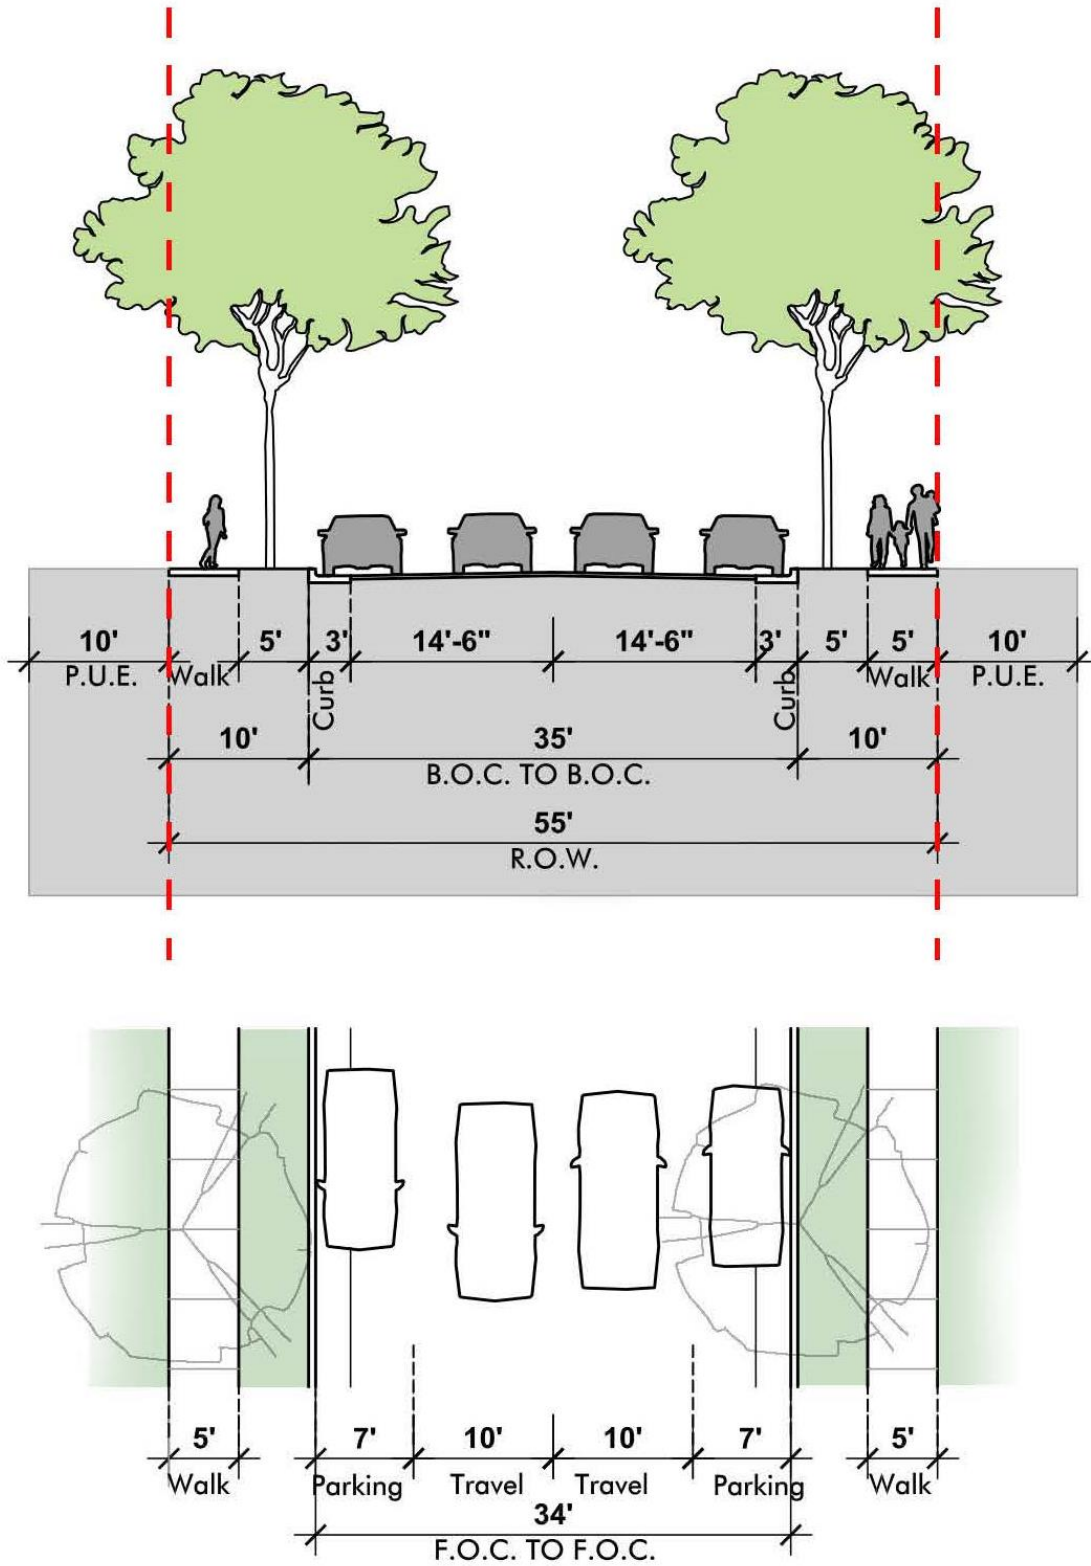 10' 5' 3' 14'-6" 14'-6" 3' 5' 5' 10'
P.U.E. Walk Curb Curb Walk P.U.E.
10' 35' 10'
B.O.C. TO B.O.C.
55'
R.O.W.
5' 7' 10' 10' 7' 5'
Walk Parking Travel Travel Parking Walk
34'
F.O.C. TO F.O.C.